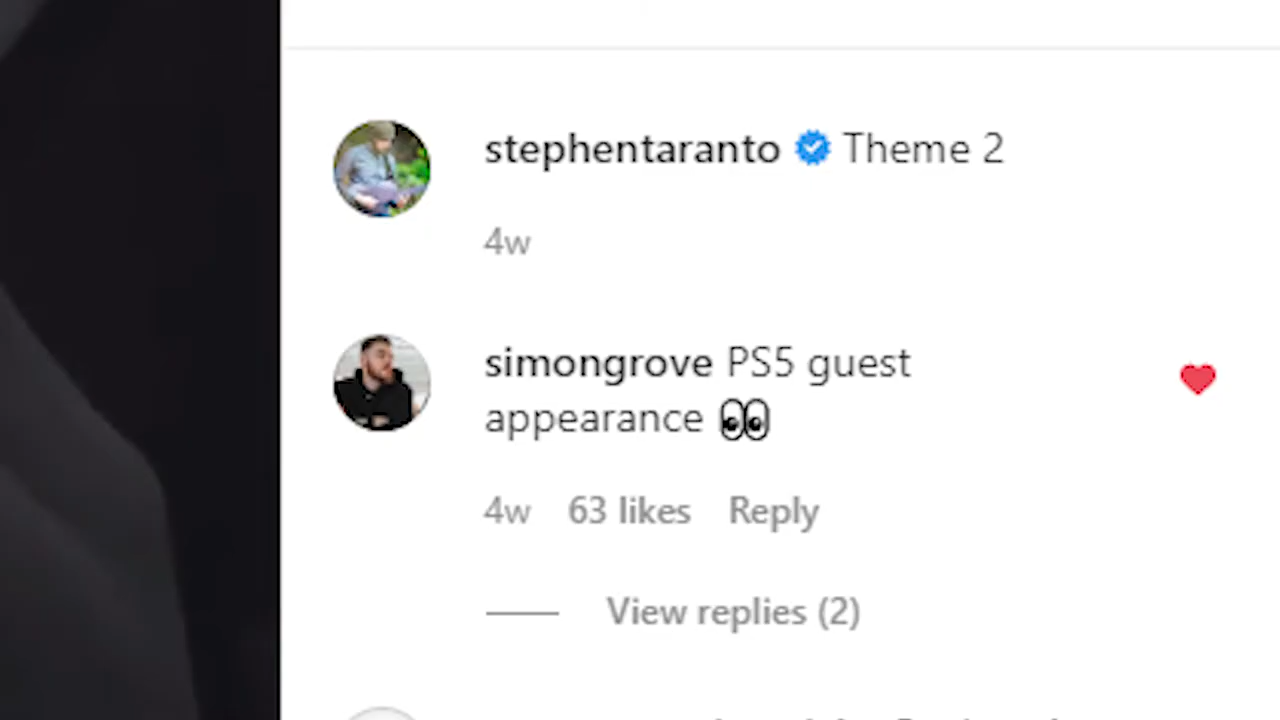 stephentaranto Theme 2
4w
simongrove PS5 guest
appearance 👀
4w 63 likes Reply
View replies (2)